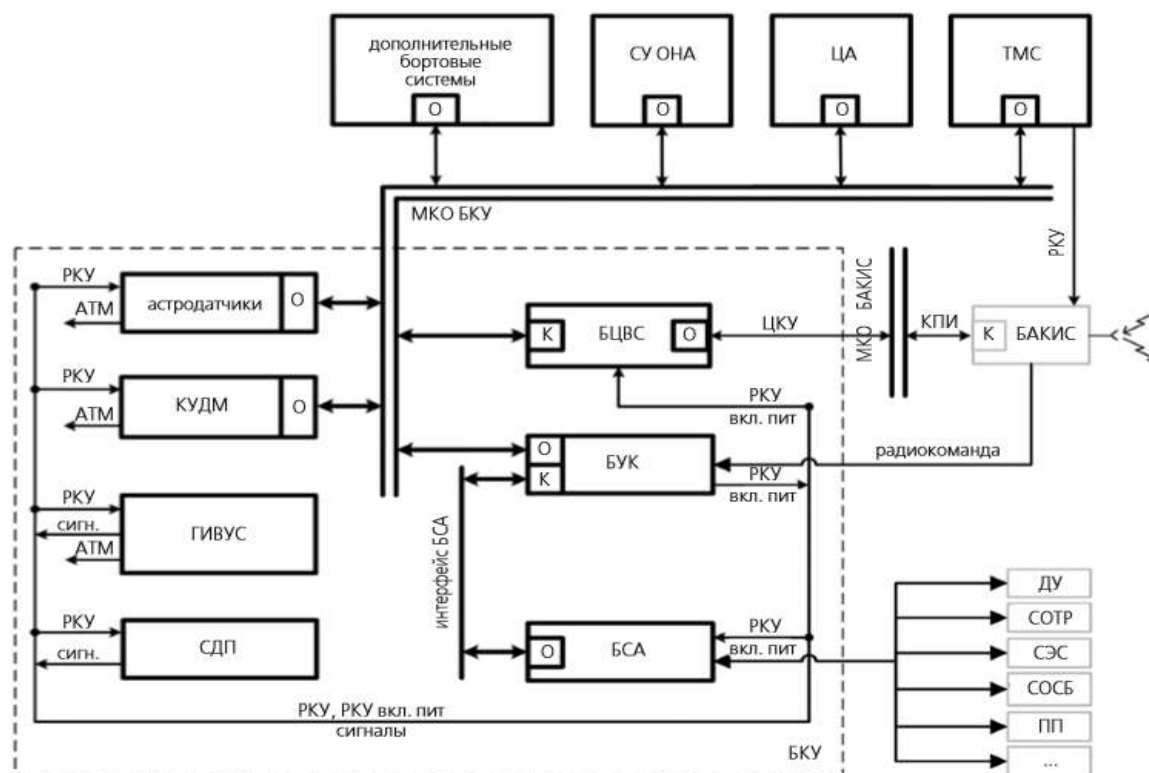 дополнительные
бортовые
системы
О
СУ ОНА
О
ЦА
О
ТМС
О
МКО БКУ
РКУ
РКУ
АТМ
астродатчики
О
РКУ
АТМ
КУДМ
О
РКУ
сигн.
АТМ
ГИВУС
РКУ
сигн.
СДП
К
БЦВС
О
ЦКУ
МКО БАКИС
КПИ
К
БАКИС
РКУ
вкл. пит
О
К
БУК
радиокоманда
РКУ
вкл. пит
интерфейс БСА
О
БСА
РКУ
вкл. пит
РКУ, РКУ вкл. пит
сигналы
БКУ
ДУ
СОТР
СЭС
СОСБ
ПП
...